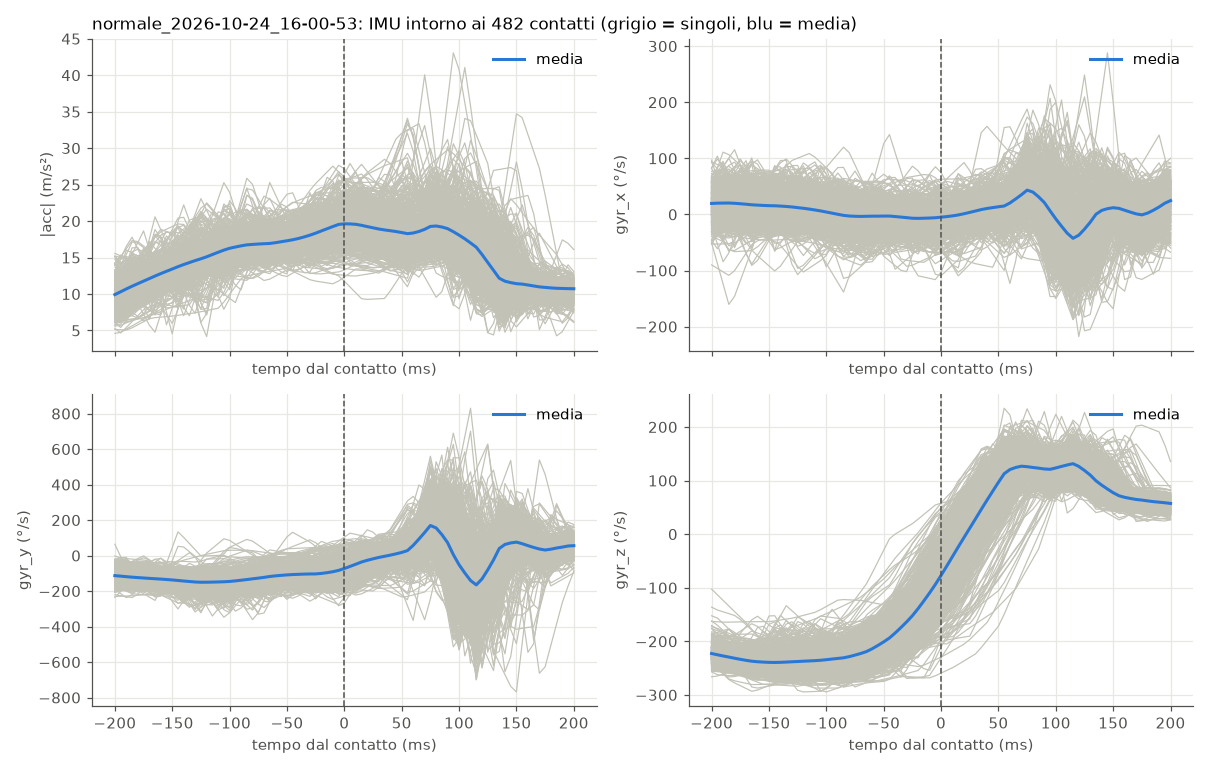 normale_2026-10-24_16-00-53: IMU intorno ai 482 contatti (grigio = singoli, blu = media)
45
40
35
30
25
20
15
10
5
|acc| (m/s²)
media
tempo dal contatto (ms)
300
200
100
0
−100
−200
gyr_x (°/s)
media
tempo dal contatto (ms)
800
600
400
200
0
−200
−400
−600
−800
gyr_y (°/s)
media
−200 −150 −100 −50 0 50 100 150 200
tempo dal contatto (ms)
200
100
0
−100
−200
−300
gyr_z (°/s)
media
−200 −150 −100 −50 0 50 100 150 200
tempo dal contatto (ms)